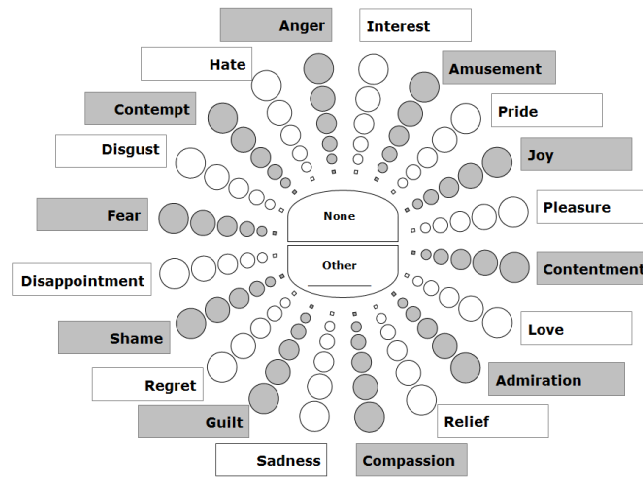 Anger
Interest
Hate
Amusement
Contempt
Pride
Disgust
Joy
Fear
None
Pleasure
Other
Contentment
Disappointment
Love
Shame
Admiration
Regret
Relief
Guilt
Sadness
Compassion